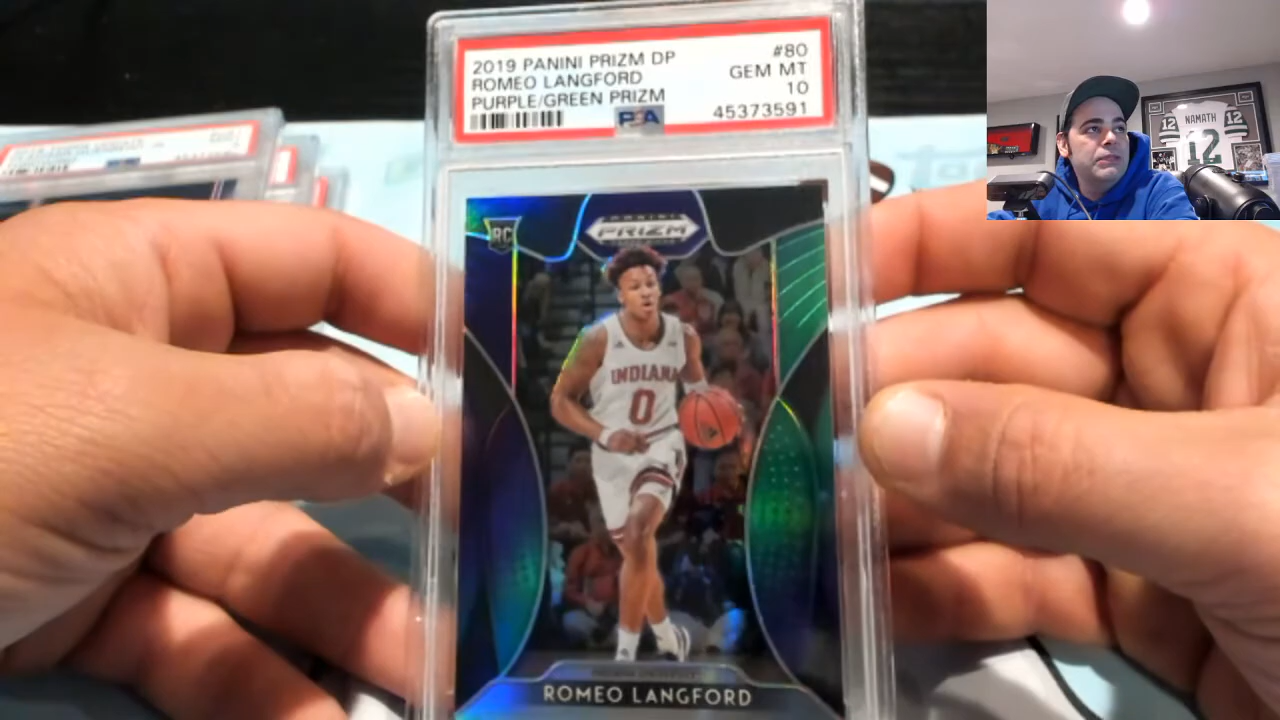 2019 PANINI PRIZM DP #80
ROMEO LANGFORD GEM MT
PURPLE/GREEN PRIZM 10
PSA 45373591
RC
PANINI
PRIZM
INDIANA
0
ROMEO LANGFORD
12 NAMATH 12
12